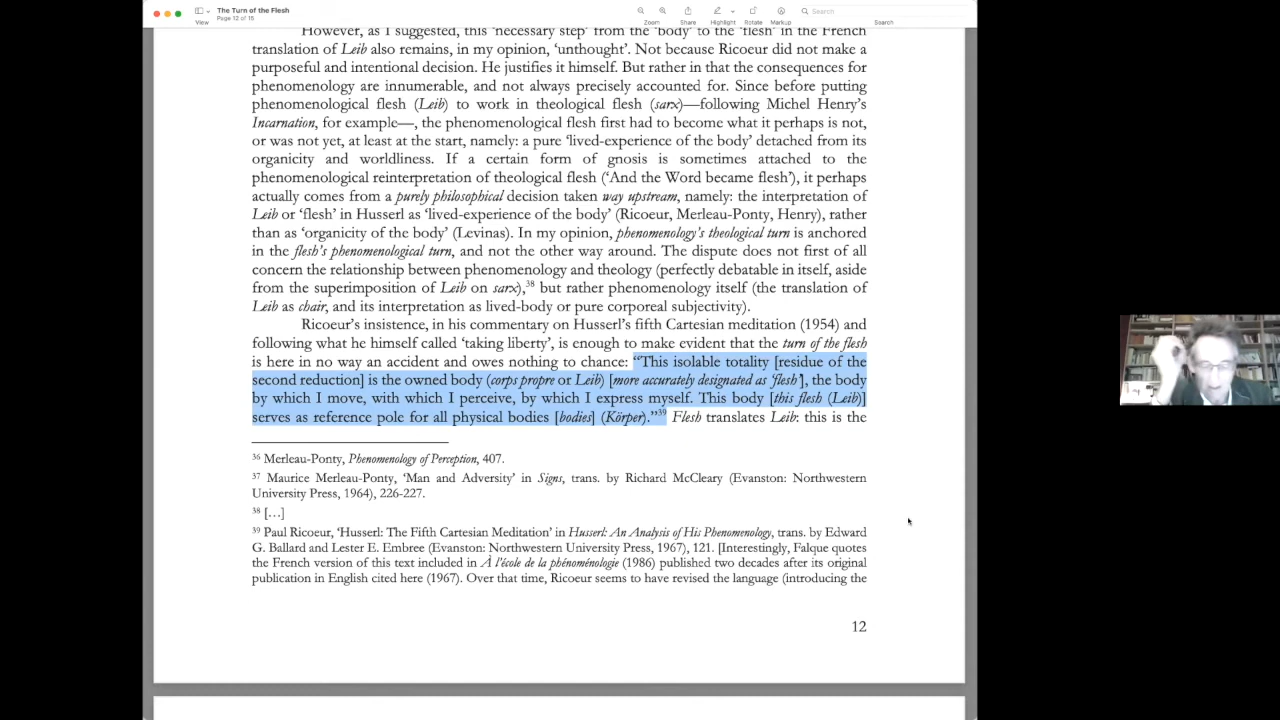 The Turn of the Flesh
Page 12 of 15
View
Zoom
Share
Highlight
Rotate
Markup
Search
Search
However, as I suggested, this ‘necessary step’ from the ‘body’ to the ‘flesh’ in the French
translation of Leib also remains, in my opinion, ‘unthought’. Not because Ricoeur did not make a
purposeful and intentional decision. He justifies it himself. But rather in that the consequences for
phenomenology are innumerable, and not always precisely accounted for. Since before putting
phenomenological flesh (Leib) to work in theological flesh (sarx)—following Michel Henry’s
Incarnation, for example—, the phenomenological flesh first had to become what it perhaps is not,
or was not yet, at least at the start, namely: a pure ‘lived-experience of the body’ detached from its
organicity and worldliness. If a certain form of gnosis is sometimes attached to the
phenomenological reinterpretation of theological flesh (‘And the Word became flesh’), it perhaps
actually comes from a purely philosophical decision taken way upstream, namely: the interpretation of
Leib or ‘flesh’ in Husserl as ‘lived-experience of the body’ (Ricoeur, Merleau-Ponty, Henry), rather
than as ‘organicity of the body’ (Levinas). In my opinion, phenomenology’s theological turn is anchored
in the flesh’s phenomenological turn, and not the other way around. The dispute does not first of all
concern the relationship between phenomenology and theology (perfectly debatable in itself, aside
from the superimposition of Leib on sarx),38 but rather phenomenology itself (the translation of
Leib as chair, and its interpretation as lived-body or pure corporeal subjectivity).
Ricoeur’s insistence, in his commentary on Husserl’s fifth Cartesian meditation (1954) and
following what he himself called ‘taking liberty’, is enough to make evident that the turn of the flesh
is here in no way an accident and owes nothing to chance: “This isolable totality [residue of the
second reduction] is the owned body (corps propre or Leib) [more accurately designated as ‘flesh’], the body
by which I move, with which I perceive, by which I express myself. This body [this flesh (Leib)]
serves as reference pole for all physical bodies [bodies] (Körper).”39 Flesh translates Leib: this is the
36 Merleau-Ponty, Phenomenology of Perception, 407.
37 Maurice Merleau-Ponty, ‘Man and Adversity’ in Signs, trans. by Richard McCleary (Evanston: Northwestern
University Press, 1964), 226-227.
38 […]
39 Paul Ricoeur, ‘Husserl: The Fifth Cartesian Meditation’ in Husserl: An Analysis of His Phenomenology, trans. by Edward
G. Ballard and Lester E. Embree (Evanston: Northwestern University Press, 1967), 121. [Interestingly, Falque quotes
the French version of this text included in À l’école de la phénoménologie (1986) published two decades after its original
publication in English cited here (1967). Over that time, Ricoeur seems to have revised the language (introducing the
12